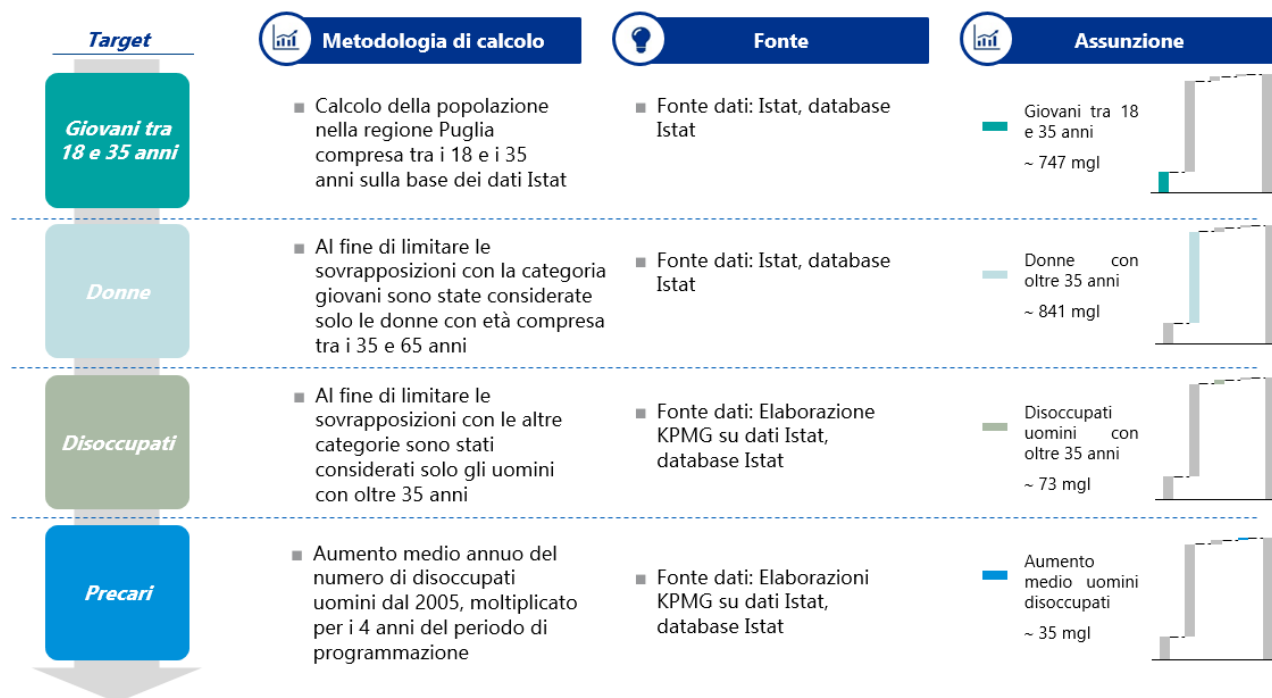 Target
Metodologia di calcolo
Fonte
Assunzione
Giovani tra
18 e 35 anni
■ Calcolo della popolazione
nella regione Puglia
compresa tra i 18 e i 35
anni sulla base dei dati Istat
■ Fonte dati: Istat, database
Istat
Giovani tra 18
e 35 anni
~ 747 mgl
Donne
■ Al fine di limitare le
sovrapposizioni con la categoria
giovani sono state considerate
solo le donne con età compresa
tra i 35 e 65 anni
■ Fonte dati: Istat, database
Istat
Donne con
oltre 35 anni
~ 841 mgl
Disoccupati
■ Al fine di limitare le
sovrapposizioni con le altre
categorie sono stati
considerati solo gli uomini
con oltre 35 anni
■ Fonte dati: Elaborazione
KPMG su dati Istat,
database Istat
Disoccupati
uomini con
oltre 35 anni
~ 73 mgl
Precari
■ Aumento medio annuo del
numero di disoccupati
uomini dal 2005, moltiplicato
per i 4 anni del periodo di
programmazione
■ Fonte dati: Elaborazioni
KPMG su dati Istat,
database Istat
Aumento
medio uomini
disoccupati
~ 35 mgl